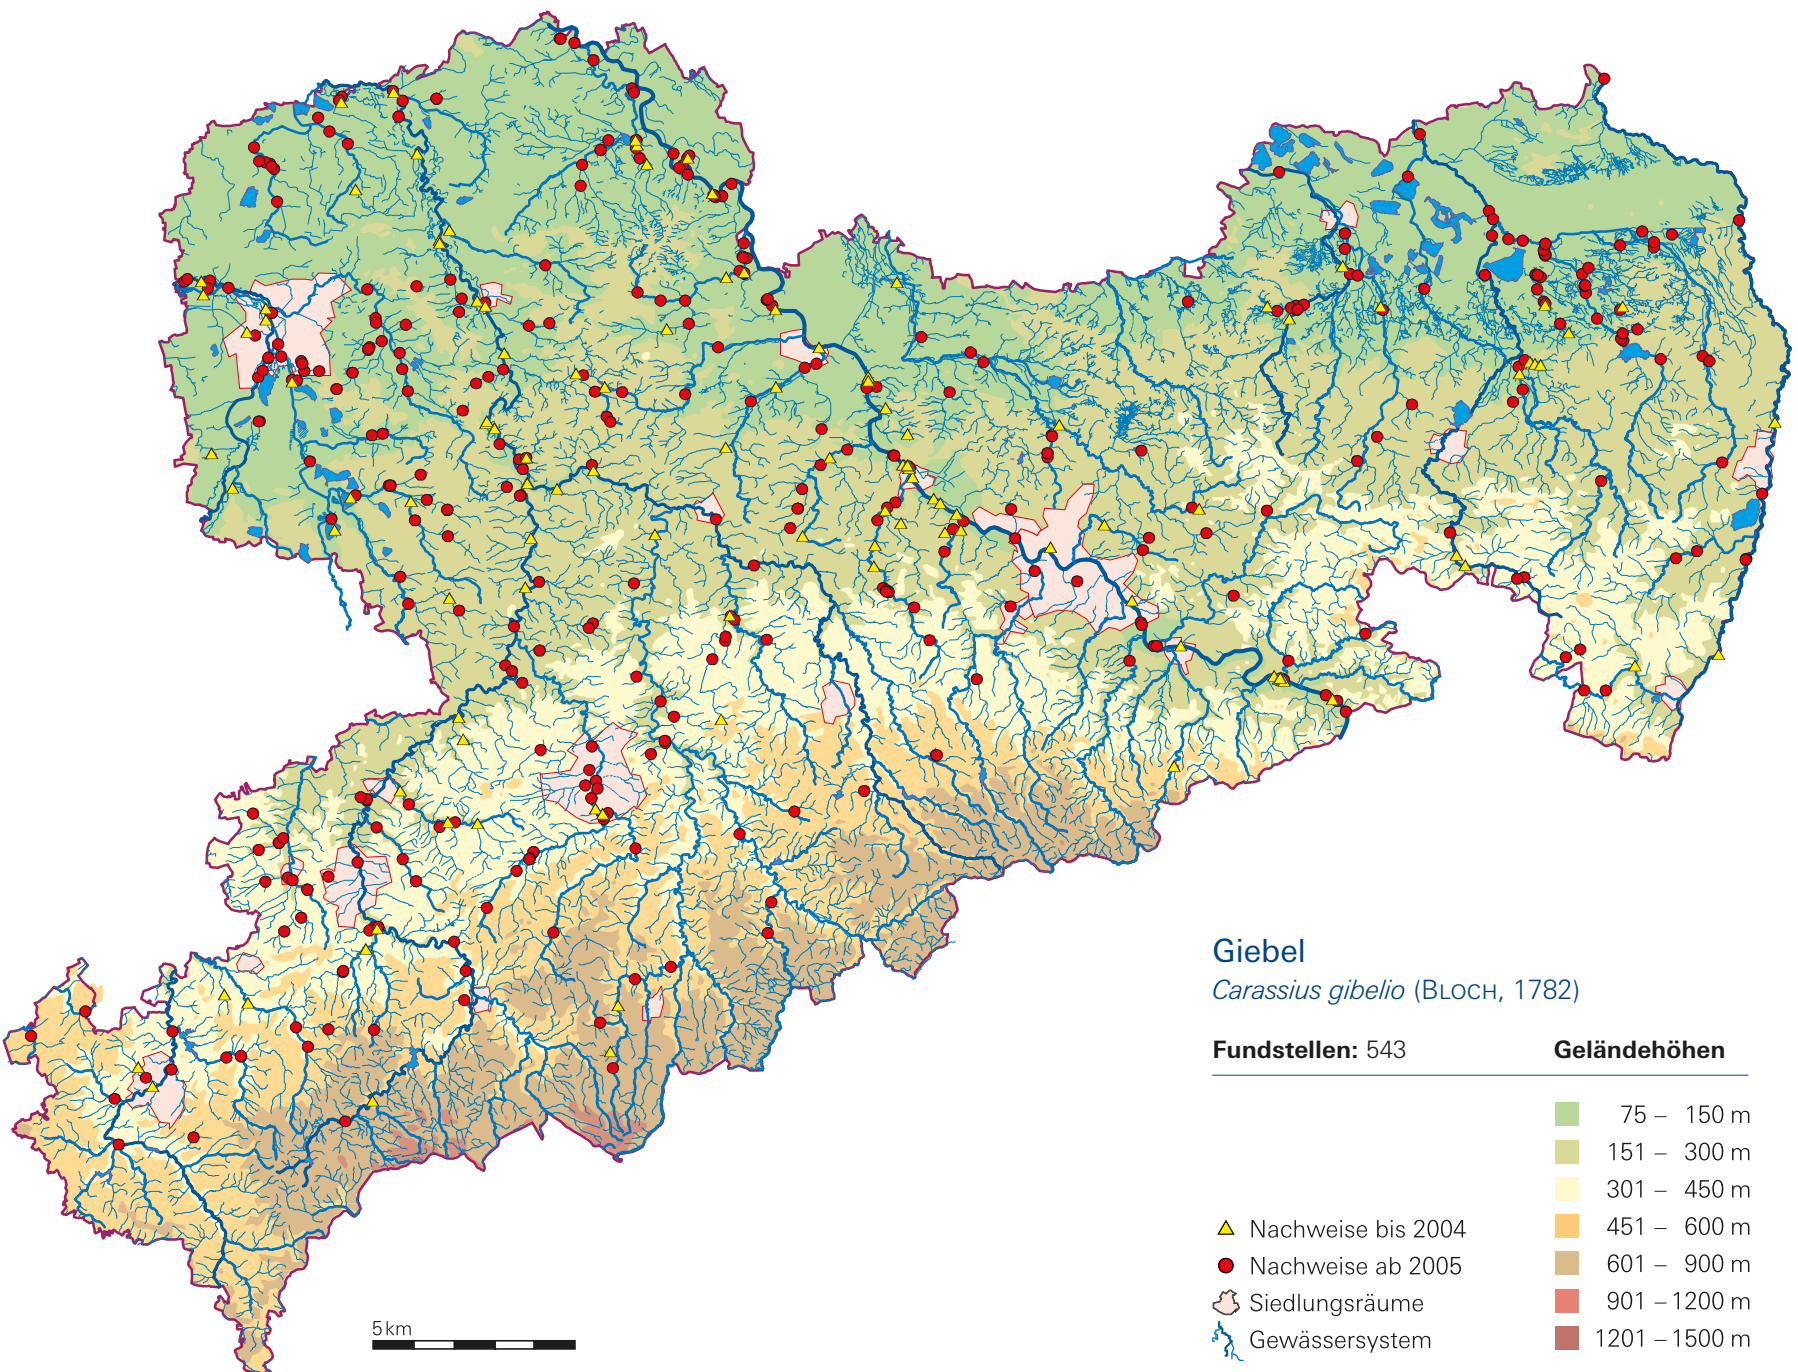 Giebel
Carassius gibelio (BLOCH, 1782)
Fundstellen: 543
Geländehöhen
75 – 150 m
151 – 300 m
301 – 450 m
451 – 600 m
601 – 900 m
901 – 1200 m
1201 – 1500 m
Nachweise bis 2004
Nachweise ab 2005
Siedlungsräume
Gewässersystem
5 km